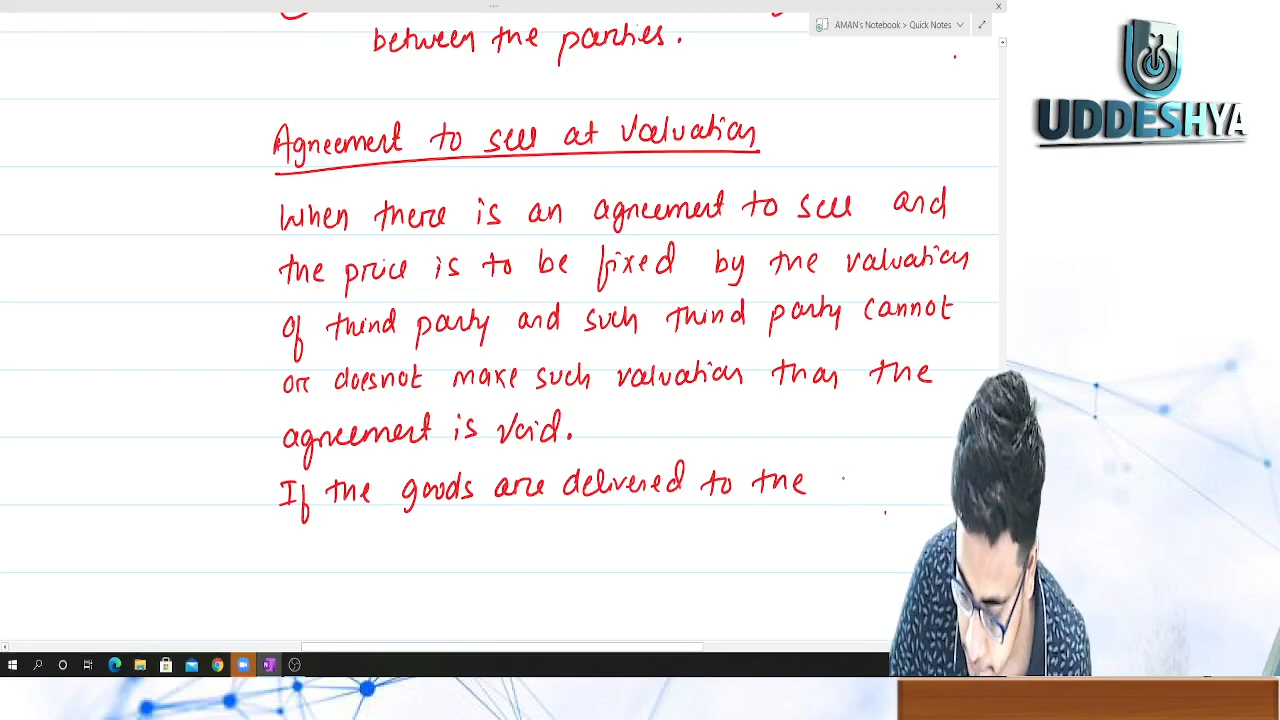 AMAN's Notebook > Quick Notes
between the parties.
UDDESHYA
Agreement to sell at Valuation
When there is an agreement to sell and
the price is to be fixed by the valuation
of third party and such third party cannot
or doesnot make such valuation than the
agreement is void.
If the goods are delivered to the